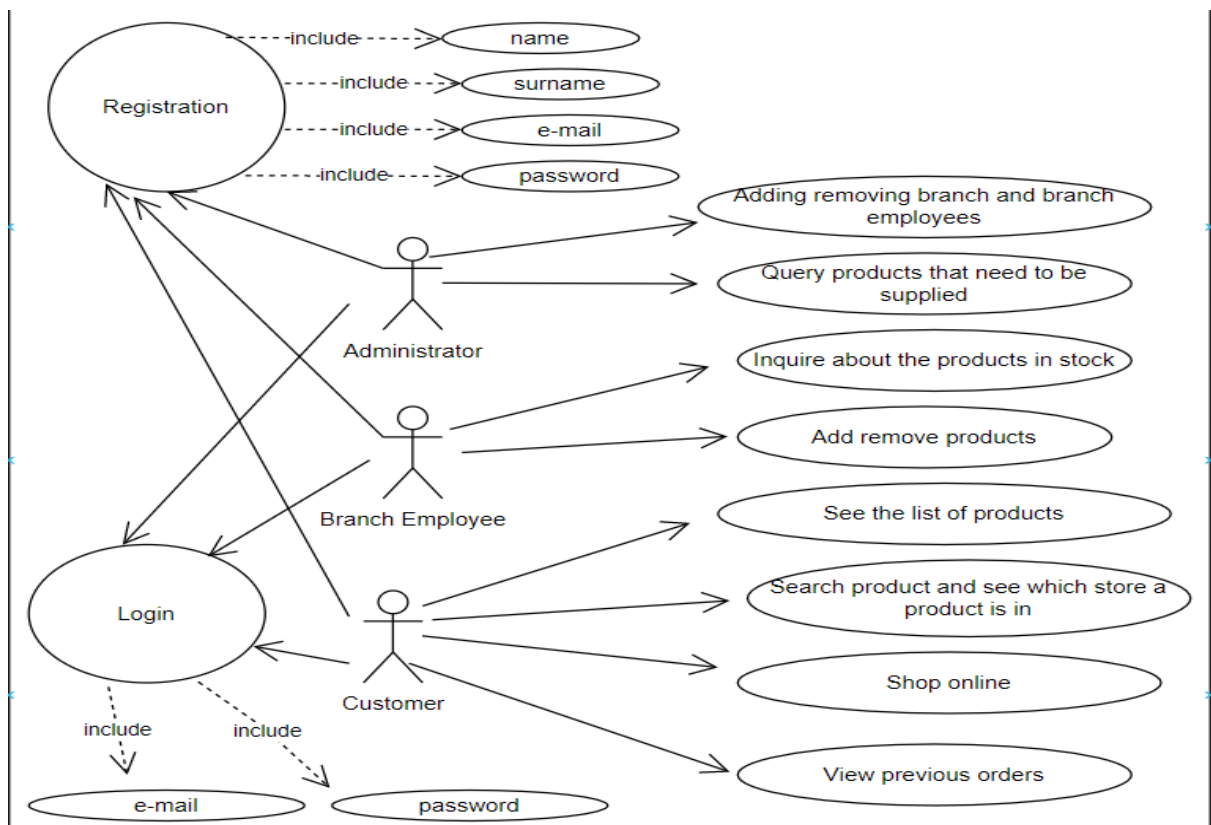 include
name
include
surname
Registration
include
e-mail
include
password
Adding removing branch and branch
employees
Query products that need to be
supplied
Administrator
Inquire about the products in stock
Add remove products
Branch Employee
See the list of products
Search product and see which store a
product is in
Login
Shop online
Customer
include
include
View previous orders
e-mail
password